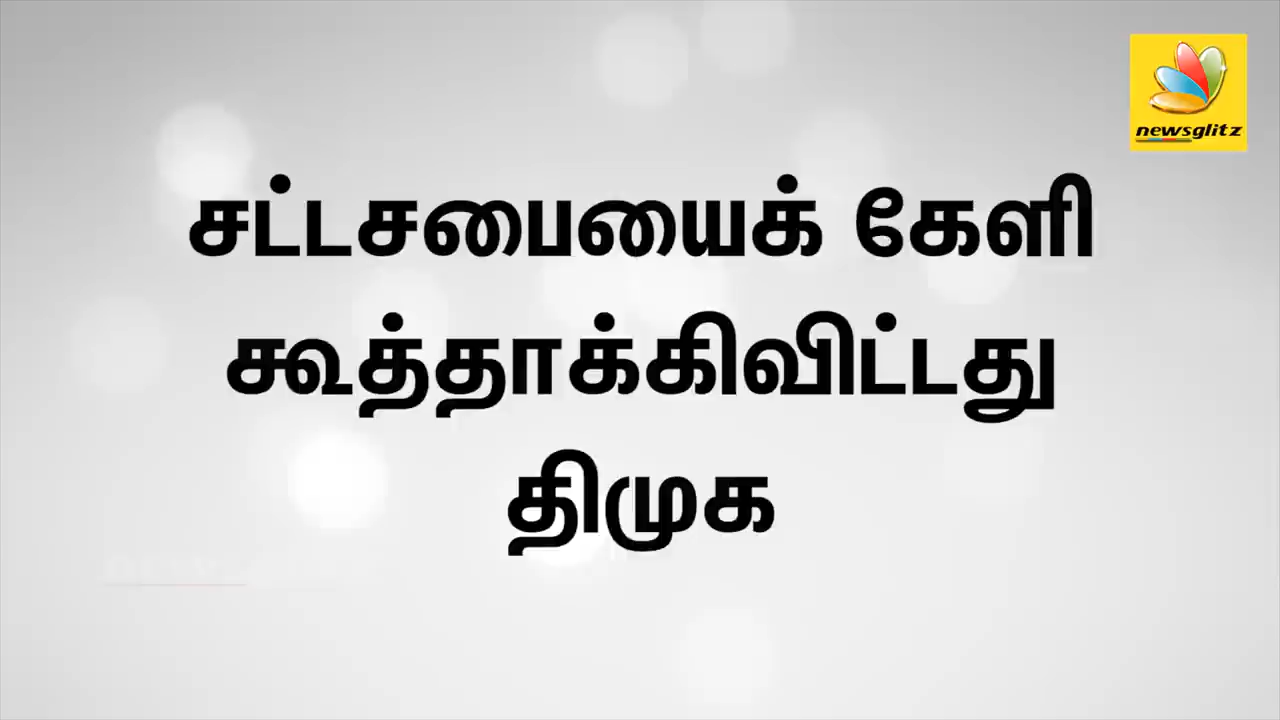 newsglitz
சட்டசபையைக் கேளி
கூத்தாக்கிவிட்டது
திமுக